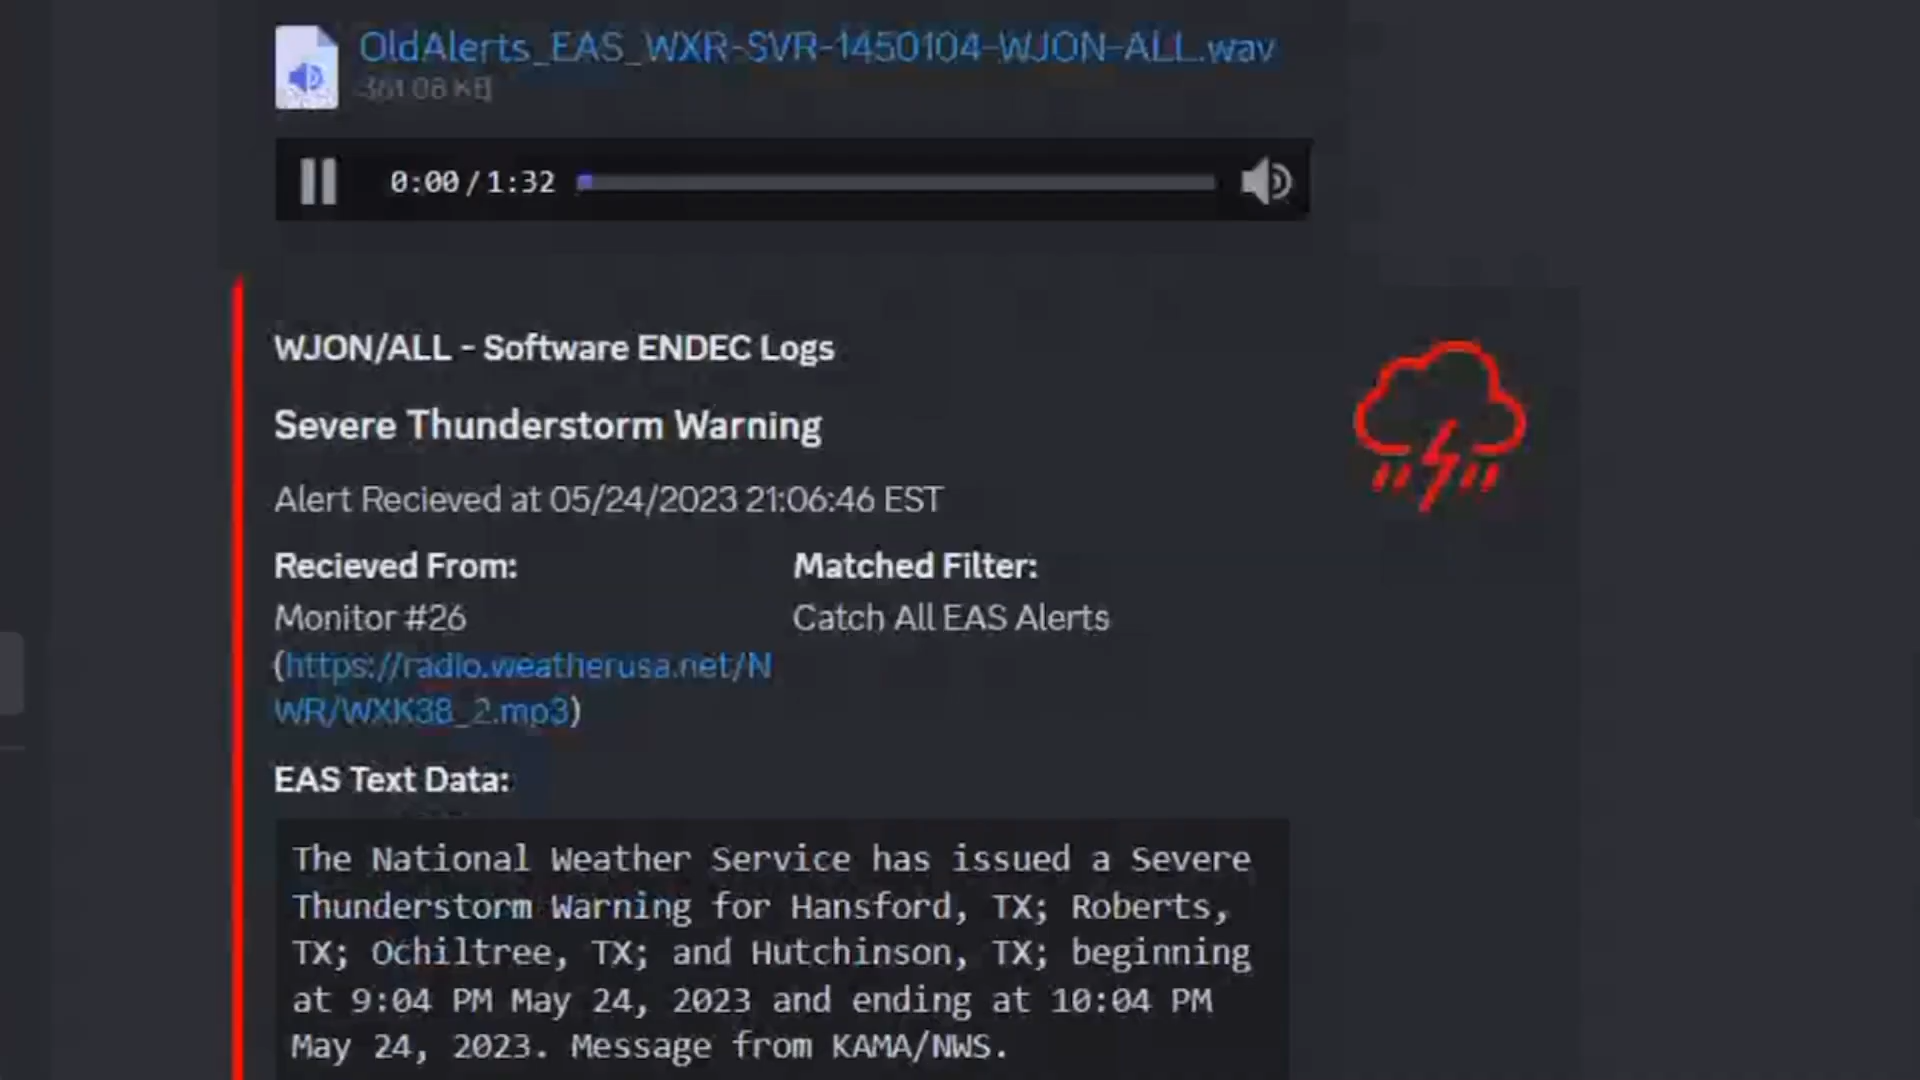 OldAlerts_EAS_WXR-SVR-1450104-WJON-ALL.wav
361.08 KB
0:00 / 1:32
WJON/ALL - Software ENDEC Logs
Severe Thunderstorm Warning
Alert Recieved at 05/24/2023 21:06:46 EST
Recieved From:
Matched Filter:
Monitor #26
Catch All EAS Alerts
(https://radio.weatherusa.net/N
WR/WXK38_2.mp3)
EAS Text Data:
The National Weather Service has issued a Severe
Thunderstorm Warning for Hansford, TX; Roberts,
TX; Ochiltree, TX; and Hutchinson, TX; beginning
at 9:04 PM May 24, 2023 and ending at 10:04 PM
May 24, 2023. Message from KAMA/NWS.